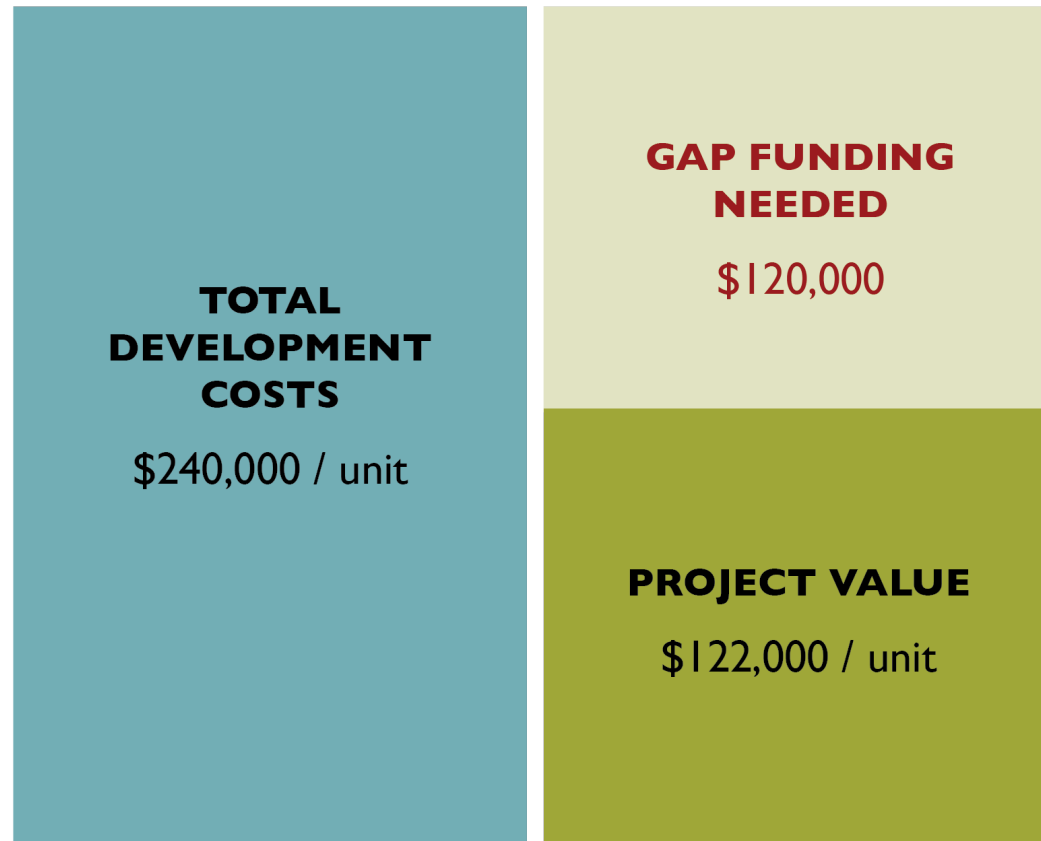 TOTAL
DEVELOPMENT
COSTS
$240,000 / unit
GAP FUNDING
NEEDED
$120,000
PROJECT VALUE
$122,000 / unit